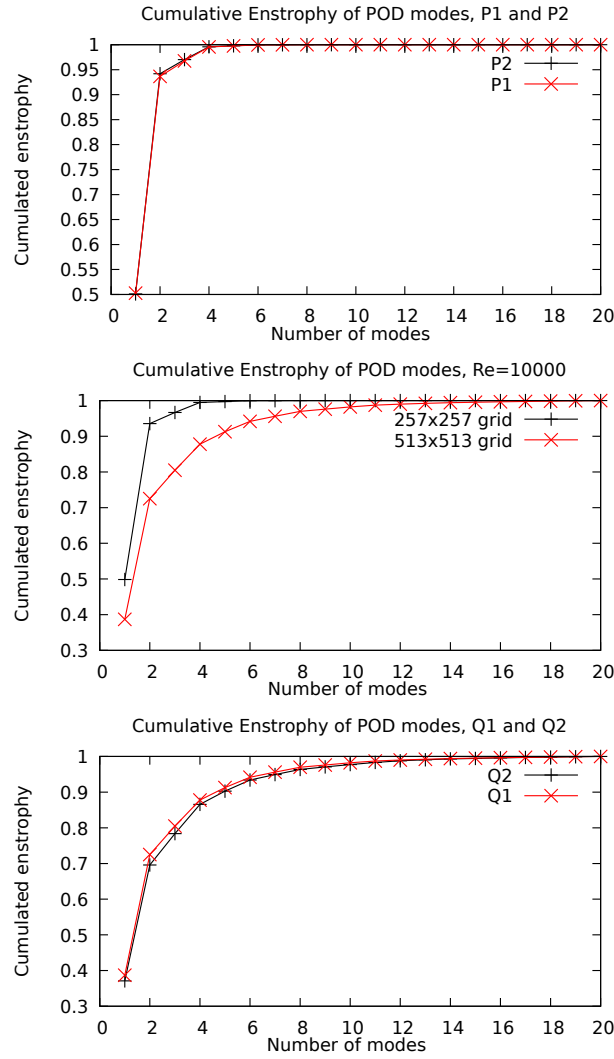 Cumulative Enstrophy of POD modes, P1 and P2
Cumulated enstrophy
1
0.95
0.9
0.85
0.8
0.75
0.7
0.65
0.6
0.55
0.5
P2
P1
0 2 4 6 8 10 12 14 16 18 20
Number of modes
Cumulative Enstrophy of POD modes, Re=10000
Cumulated enstrophy
1
0.9
0.8
0.7
0.6
0.5
0.4
0.3
257x257 grid
513x513 grid
0 2 4 6 8 10 12 14 16 18 20
Number of modes
Cumulative Enstrophy of POD modes, Q1 and Q2
Cumulated enstrophy
1
0.9
0.8
0.7
0.6
0.5
0.4
0.3
Q2
Q1
0 2 4 6 8 10 12 14 16 18 20
Number of modes